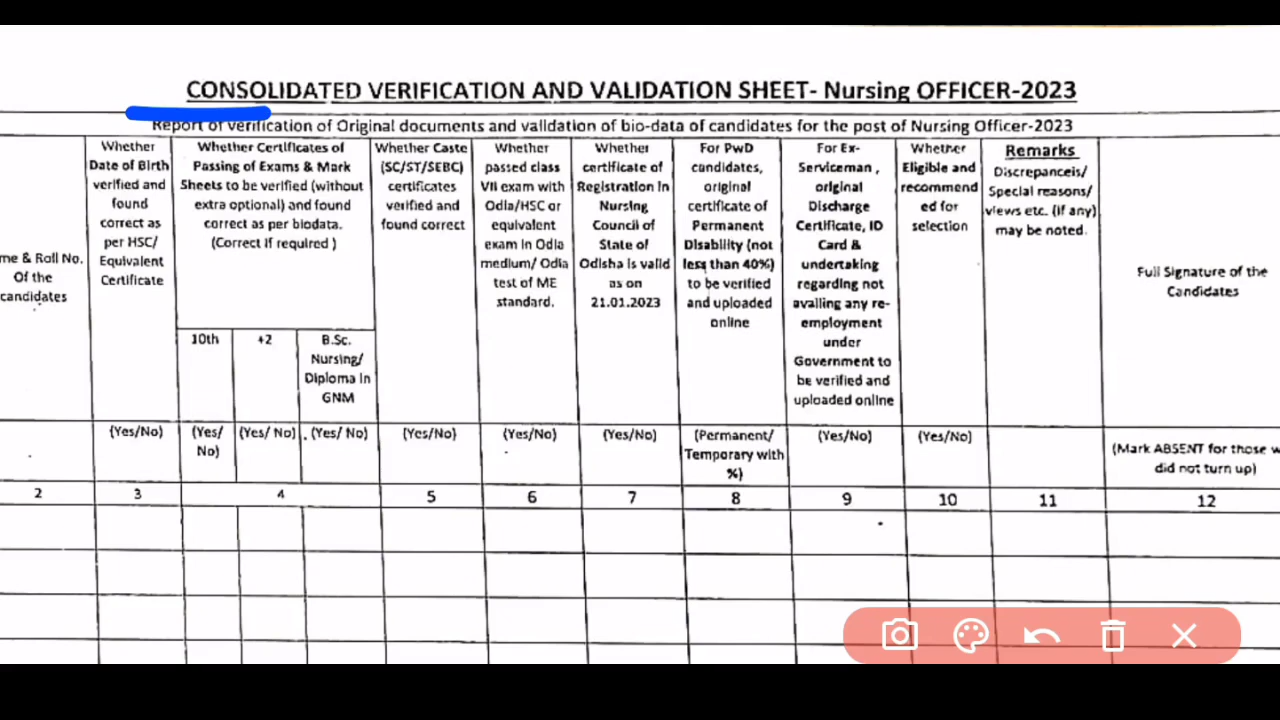 CONSOLIDATED VERIFICATION AND VALIDATION SHEET- Nursing OFFICER-2023
Report of verification of Original documents and validation of bio-data of candidates for the post of Nursing Officer-2023
me & Roll No.
Of the
candidates
Whether
Date of Birth
verified and
found
correct as
per HSC/
Equivalent
Certificate
Whether Certificates of
Passing of Exams & Mark
Sheets to be verified (without
extra optional) and found
correct as per biodata.
(Correct if required )
10th
+2
B.Sc.
Nursing/
Diploma in
GNM
Whether Caste
(SC/ST/SEBC)
certificates
verified and
found correct
Whether
passed class
VII exam with
Odia/HSC or
equivalent
exam in Odia
medium/ Odia
test of ME
standard.
Whether
certificate of
Registration in
Nursing
Council of
State of
Odisha is valid
as on
21.01.2023
For PwD
candidates,
original
certificate of
Permanent
Disability (not
less than 40%)
to be verified
and uploaded
online
For Ex-
Serviceman ,
original
Discharge
Certificate, ID
Card &
undertaking
regarding not
availing any re-
employment
under
Government to
be verified and
uploaded online
Whether
Eligible and
recommend
ed for
selection
Remarks
Discrepanceis/
Special reasons/
views etc. (if any)
may be noted.
Full Signature of the
Candidates
(Yes/No)
(Yes/
No)
(Yes/ No)
(Yes/ No)
(Yes/No)
(Yes/No)
(Yes/No)
(Permanent/
Temporary with
%)
(Yes/No)
(Yes/No)
(Mark ABSENT for those w
did not turn up)
2 3 4 5 6 7 8 9 10 11 12